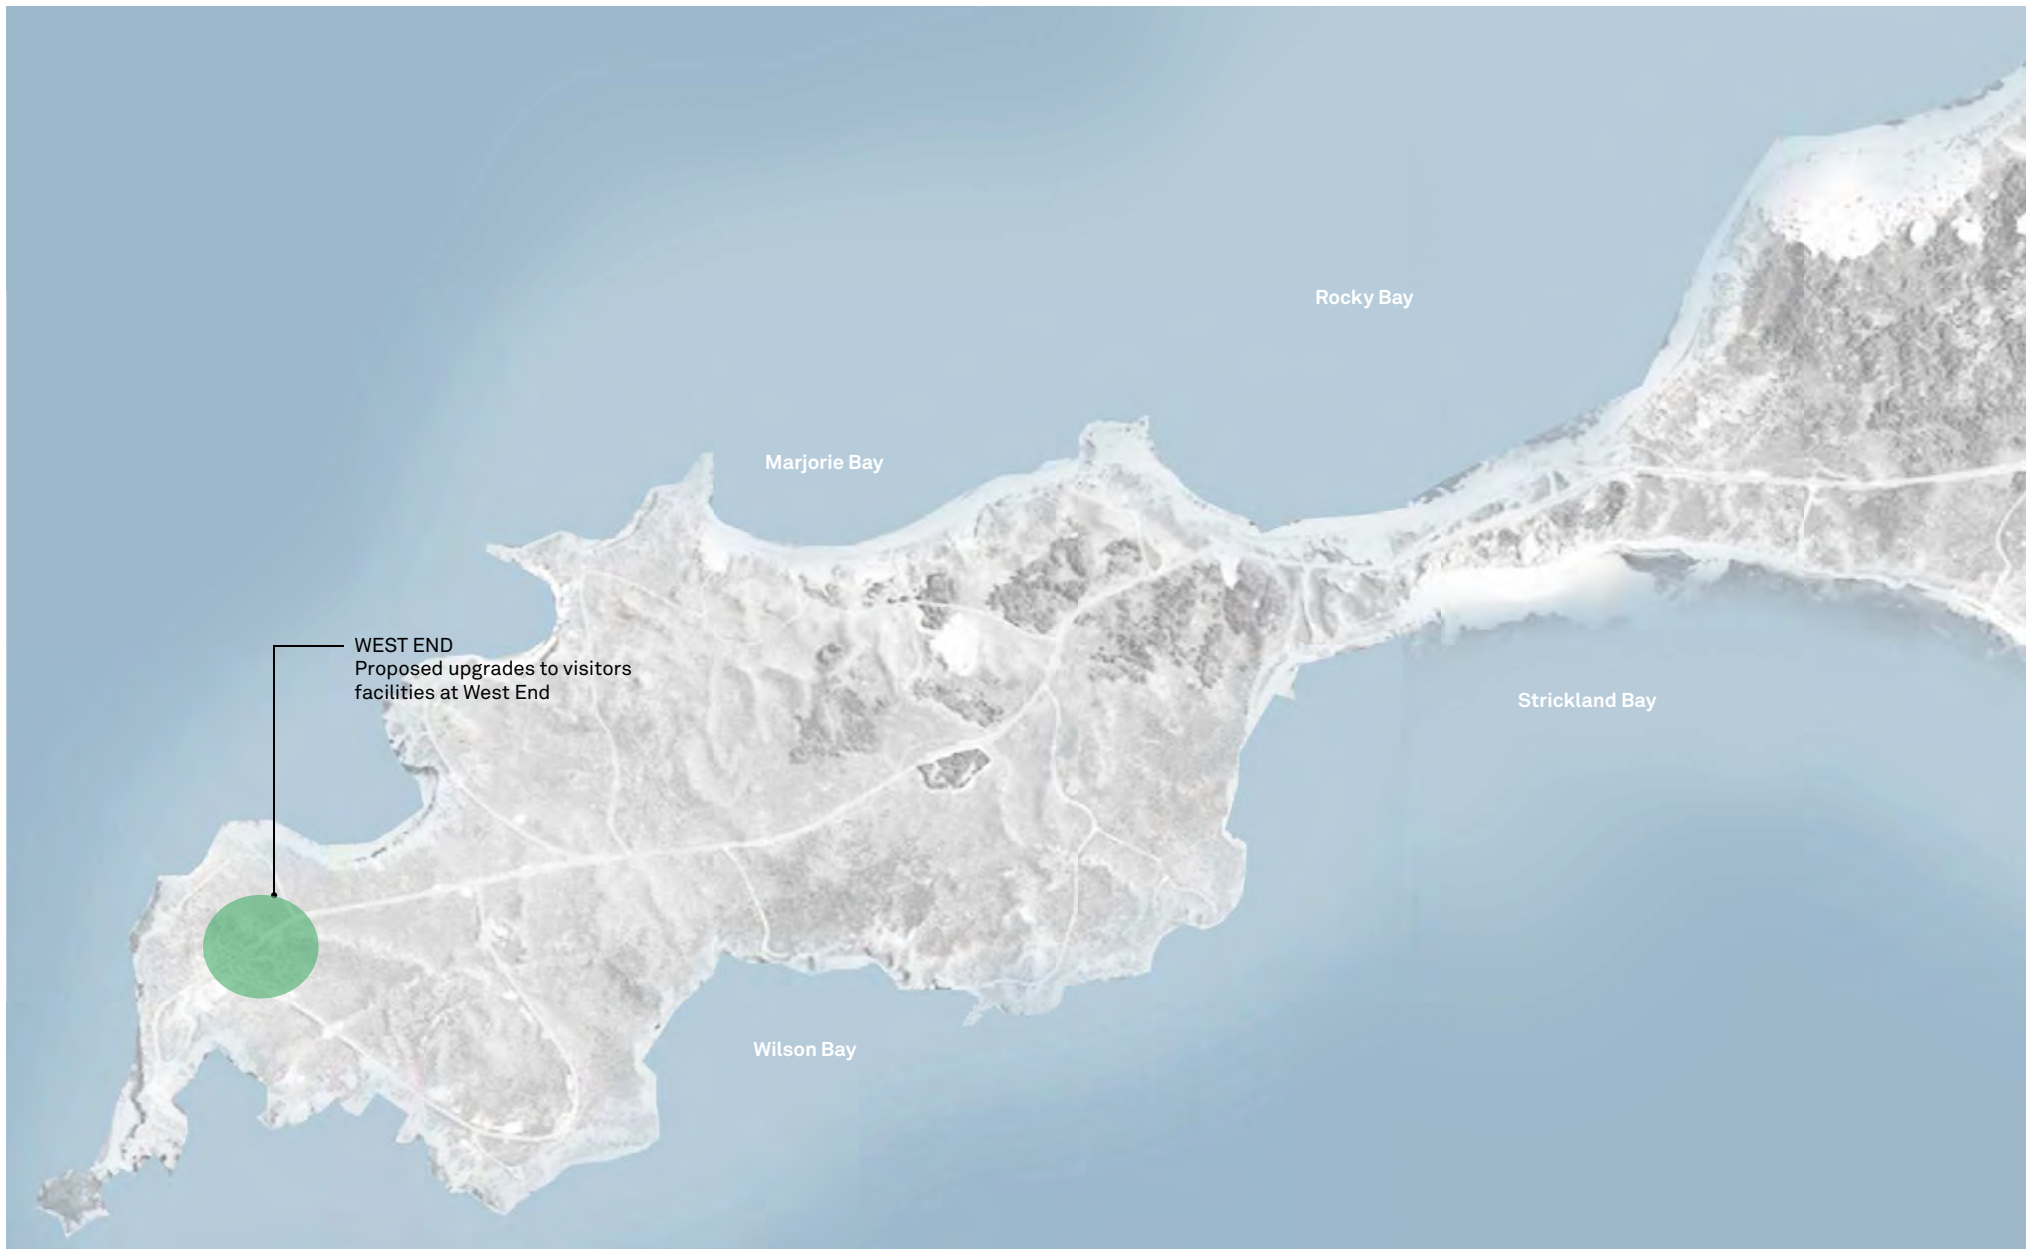 Rocky Bay
Marjorie Bay
WEST END
Proposed upgrades to visitors
facilities at West End
Strickland Bay
Wilson Bay